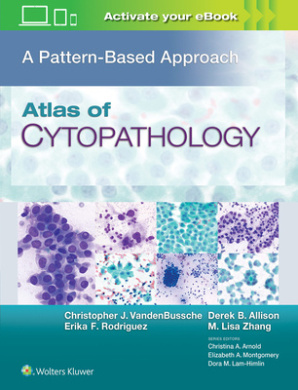 Activate your eBook
A Pattern-Based Approach
Atlas of
CYTOPATHOLOGY
Christopher J. VandenBussche Derek B. Allison
Erika F. Rodriguez M. Lisa Zhang
SERIES EDITORS
Christina A. Arnold
Elizabeth A. Montgomery
Dora M. Lam-Himlin
Wolters Kluwer